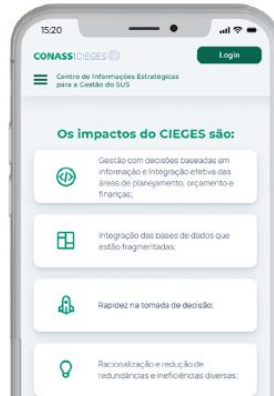 15:20
CONASS|CIEGES
Login
Centro de Informações Estratégicas
para a Gestão do SUS
Os impactos do CIEGES são:
Gestão com decisões baseadas em
informação e Integração efetiva das
áreas de planejamento, orçamento e
finanças;
Integração das bases de dados que
estão fragmentadas;
Rapidez na tomada de decisão;
Racionalização e redução de
redundâncias e ineficiências diversas;